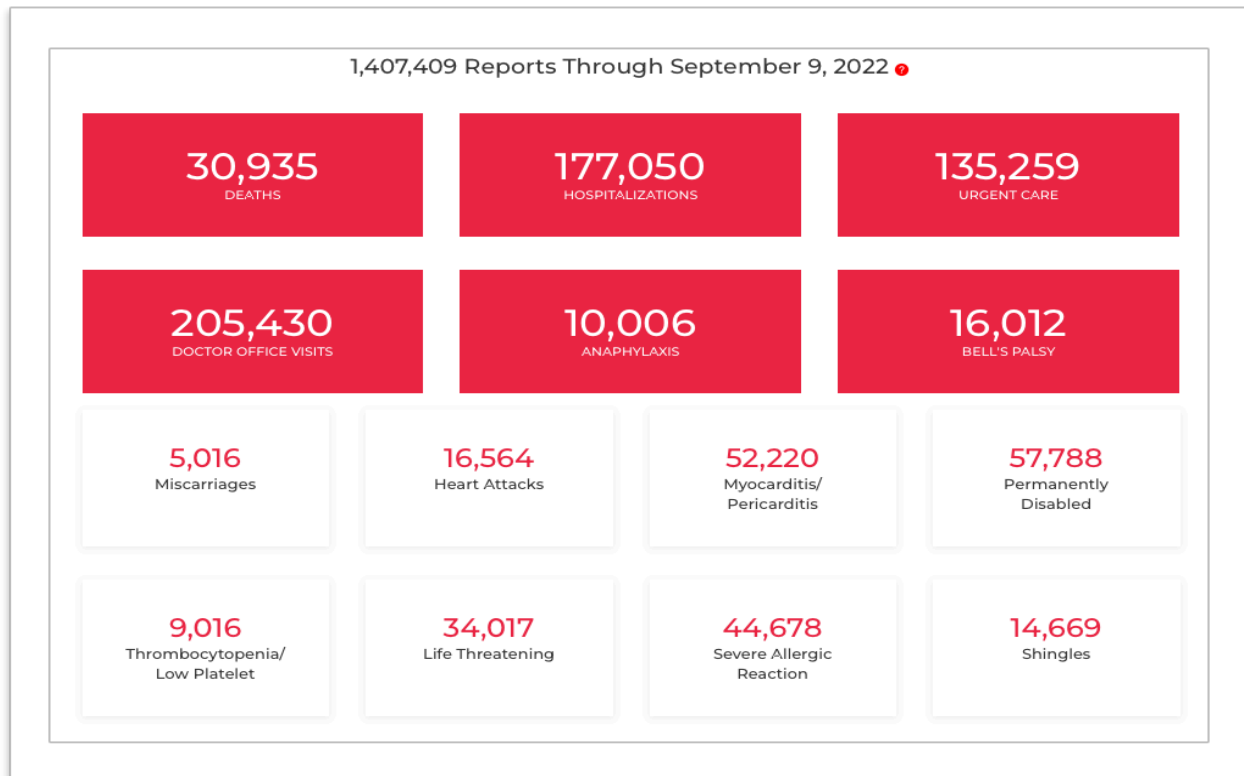 1,407,409 Reports Through September 9, 2022 ?
30,935
DEATHS
177,050
HOSPITALIZATIONS
135,259
URGENT CARE
205,430
DOCTOR OFFICE VISITS
10,006
ANAPHYLAXIS
16,012
BELL'S PALSY
5,016
Miscarriages
16,564
Heart Attacks
52,220
Myocarditis/
Pericarditis
57,788
Permanently
Disabled
9,016
Thrombocytopenia/
Low Platelet
34,017
Life Threatening
44,678
Severe Allergic
Reaction
14,669
Shingles